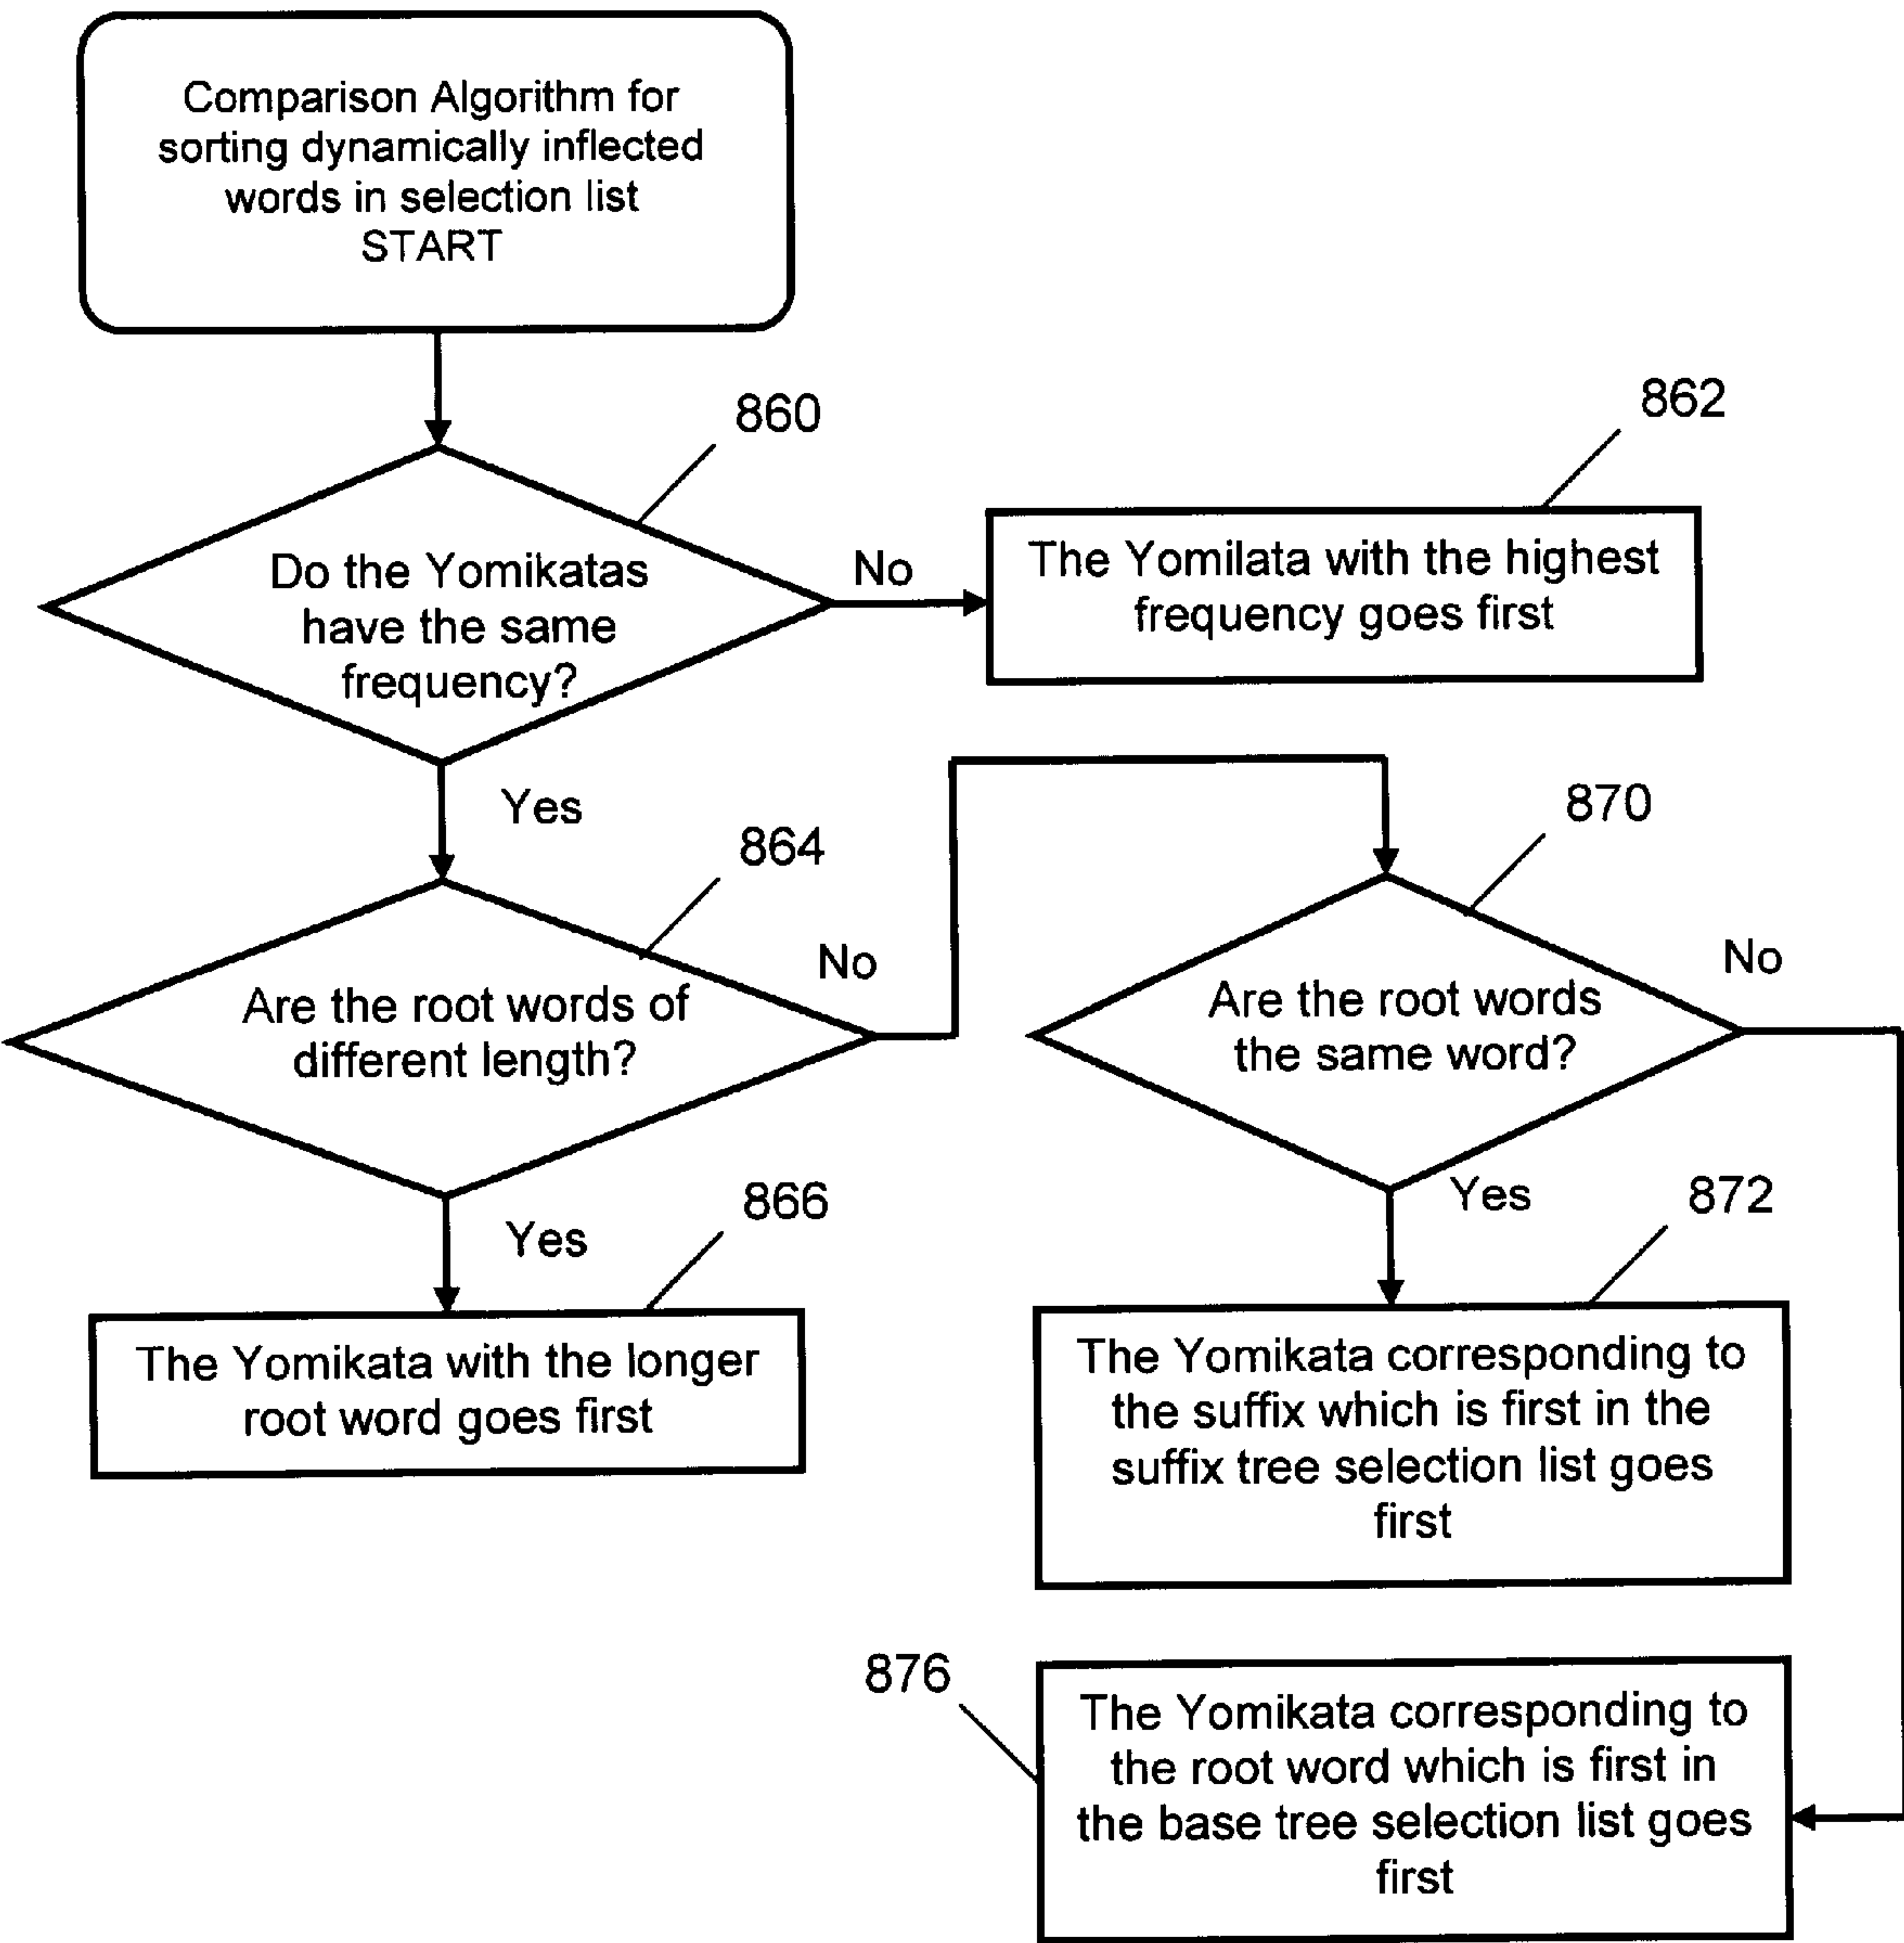 Comparison Algorithm for
sorting dynamically inflected
words in selection list
START
860
862
Do the Yomikatas
have the same
frequency?
No
The Yomilata with the highest
frequency goes first
Yes
864
870
Are the root words of
different length?
No
Are the root words
the same word?
No
Yes
866
Yes
872
The Yomikata with the longer
root word goes first
The Yomikata corresponding to
the suffix which is first in the
suffix tree selection list goes
first
876
The Yomikata corresponding to
the root word which is first in
the base tree selection list goes
first